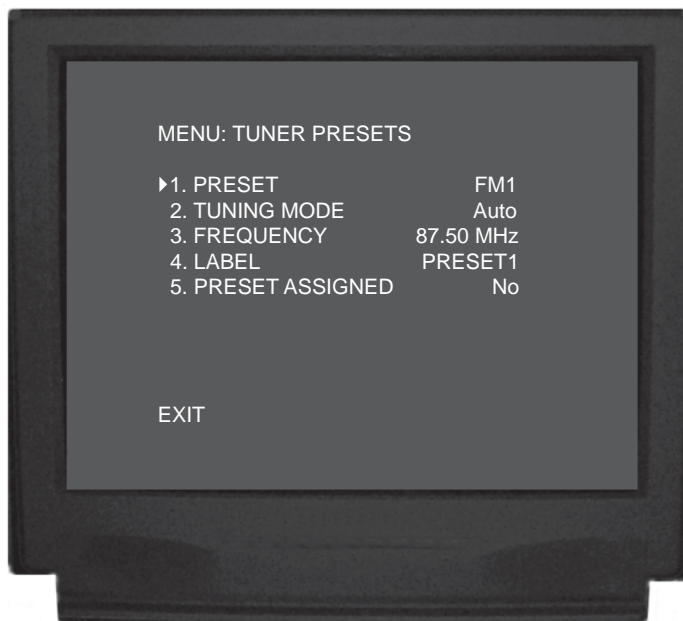 MENU: TUNER PRESETS
1. PRESET FM1
2. TUNING MODE Auto
3. FREQUENCY 87.50 MHz
4. LABEL PRESET1
5. PRESET ASSIGNED No
EXIT